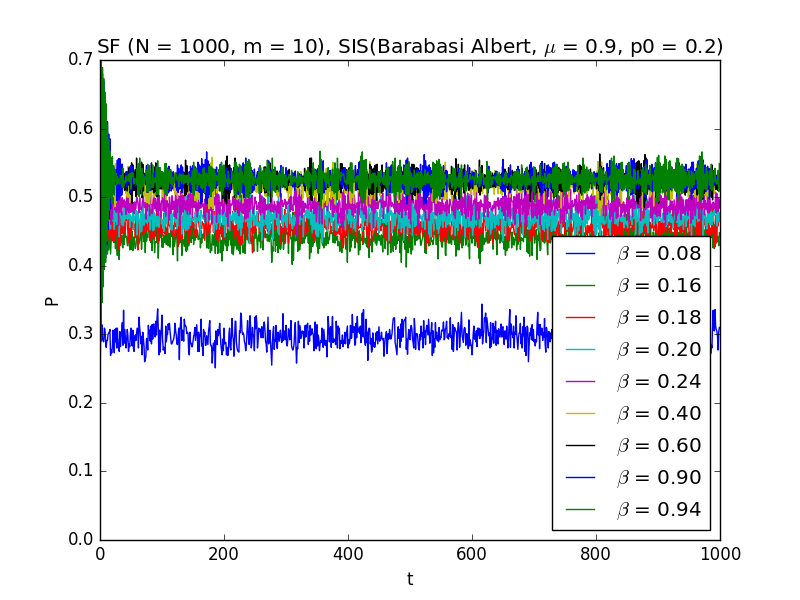 SF (N = 1000, m = 10), SIS(Barabasi Albert, μ = 0.9, p0 = 0.2)
0.7
0.6
0.5
0.4
0.3
0.2
0.1
0.0
P
β = 0.08
β = 0.16
β = 0.18
β = 0.20
β = 0.24
β = 0.40
β = 0.60
β = 0.90
β = 0.94
0 200 400 600 800 1000
t